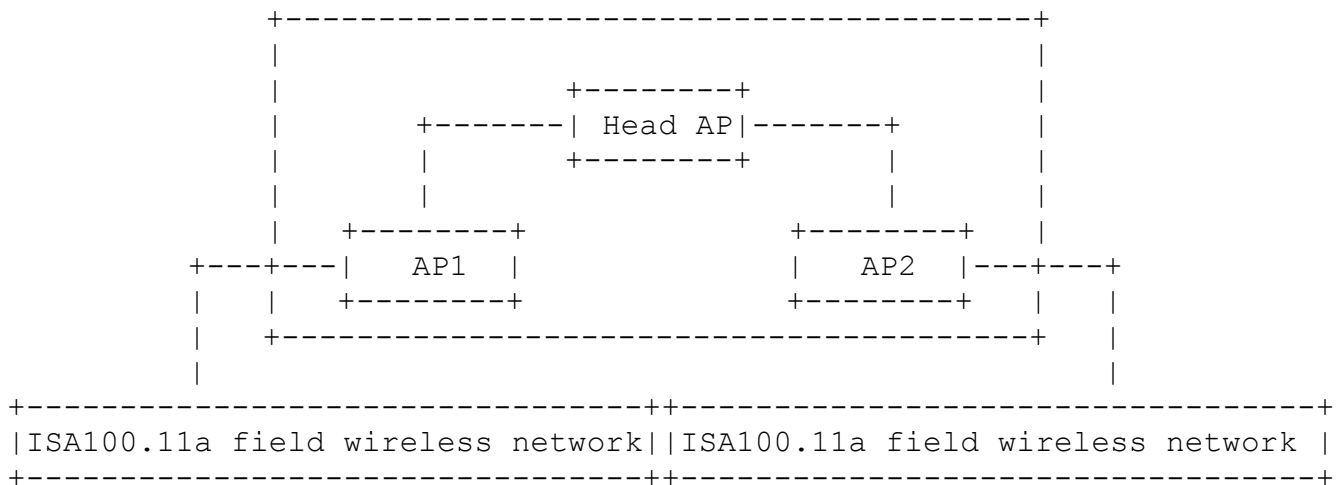 Head AP
AP1 AP2
ISA100.11a field wireless network ISA100.11a field wireless network